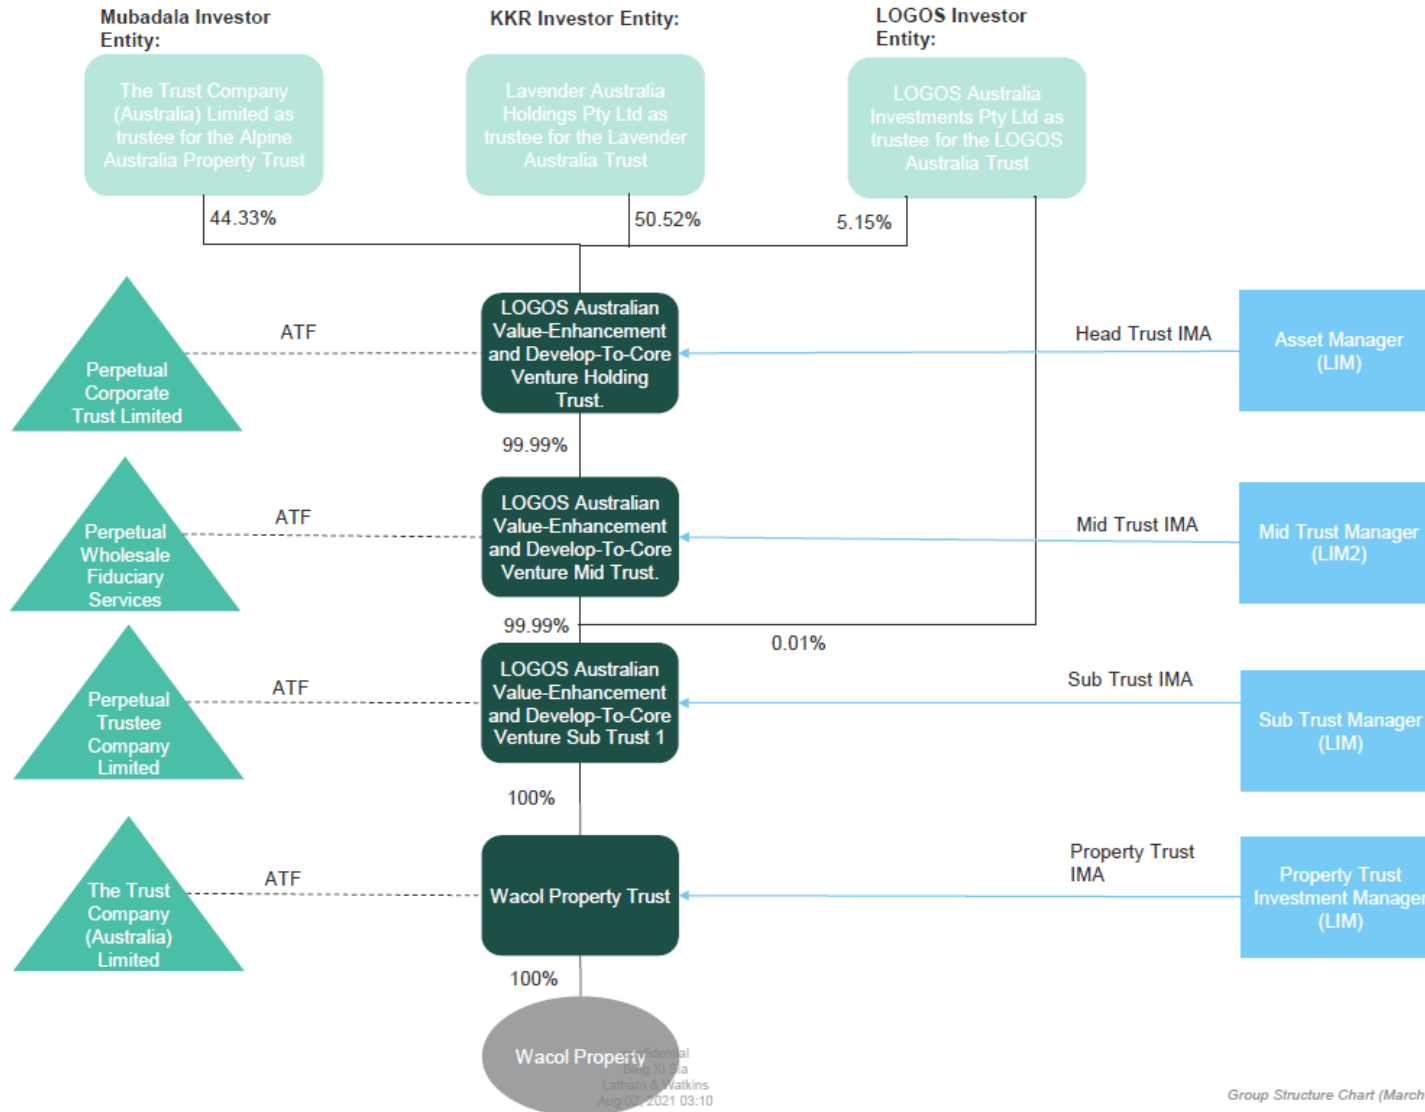 Mubadala Investor
Entity:
KKR Investor Entity:
LOGOS Investor
Entity:
The Trust Company
(Australia) Limited as
trustee for the Alpine
Australia Property Trust
Lavender Australia
Holdings Pty Ltd as
trustee for the Lavender
Australia Trust
LOGOS Australia
Investments Pty Ltd as
trustee for the LOGOS
Australia Trust
44.33%
50.52%
5.15%
Perpetual
Corporate
Trust Limited
ATF
LOGOS Australian
Value-Enhancement
and Develop-To-Core
Venture Holding
Trust.
Head Trust IMA
Asset Manager
(LIM)
99.99%
Perpetual
Wholesale
Fiduciary
Services
ATF
LOGOS Australian
Value-Enhancement
and Develop-To-Core
Venture Mid Trust.
Mid Trust IMA
Mid Trust Manager
(LIM2)
99.99%
0.01%
Perpetual
Trustee
Company
Limited
ATF
LOGOS Australian
Value-Enhancement
and Develop-To-Core
Venture Sub Trust 1
Sub Trust IMA
Sub Trust Manager
(LIM)
100%
The Trust
Company
(Australia)
Limited
ATF
Wacol Property Trust
Property Trust
IMA
Property Trust
Investment Manager
(LIM)
100%
Wacol Property
Bing Xi Sia
Latham & Watkins
Aug 02, 2021 03:10
Group Structure Chart (March